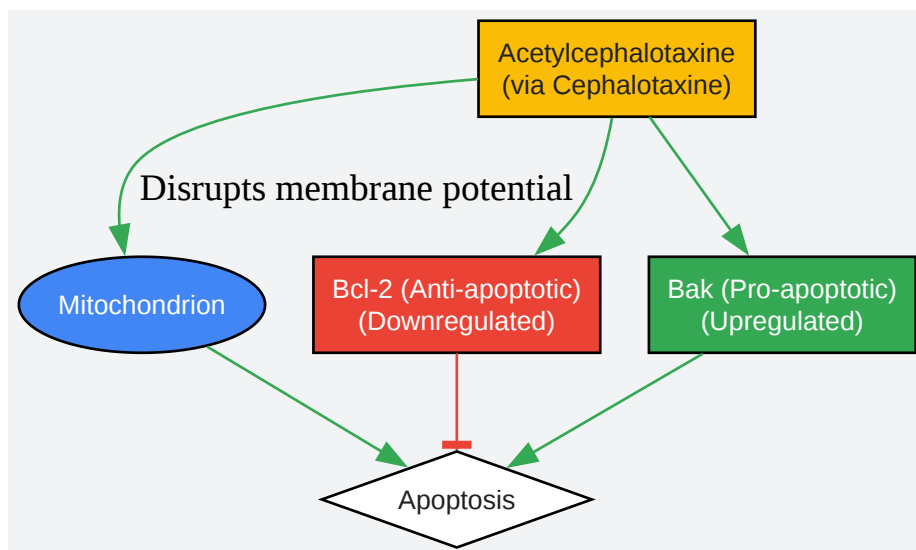 Acetylcephalotaxine
(via Cephalotaxine)
Disrupts membrane potential
Mitochondrion
Bcl-2 (Anti-apoptotic)
(Downregulated)
Bak (Pro-apoptotic)
(Upregulated)
Apoptosis